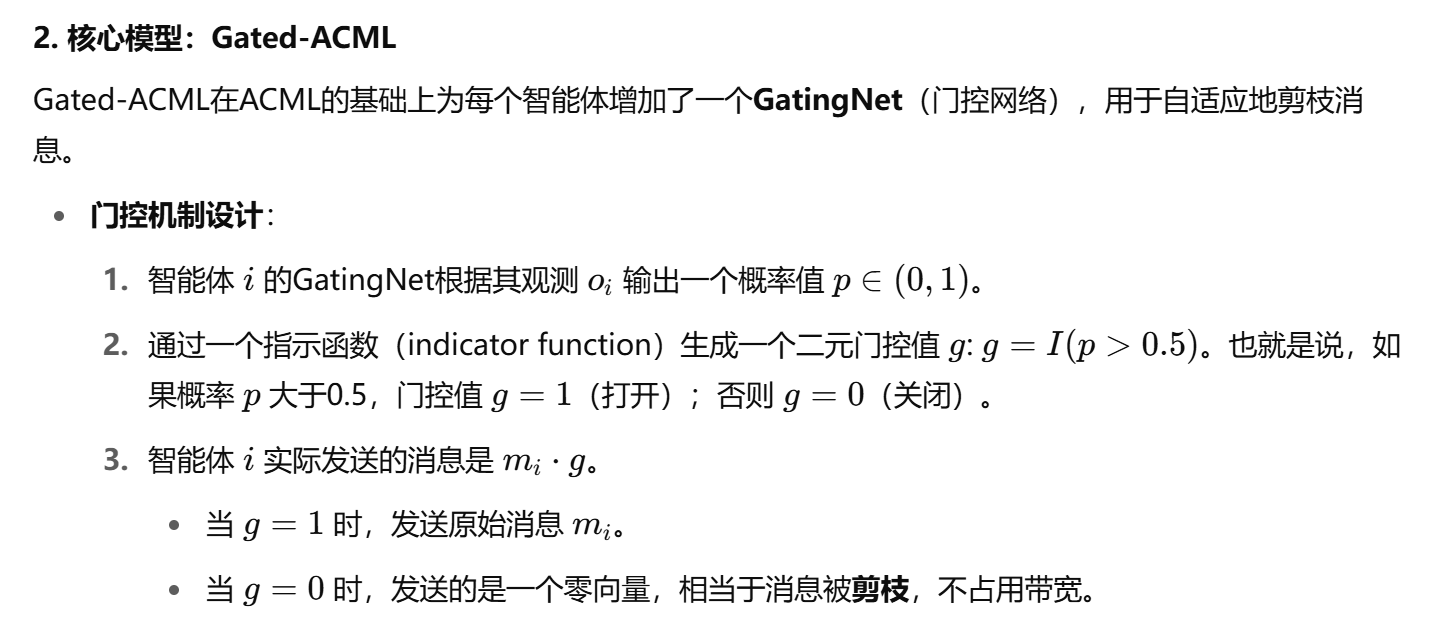 2. 核心模型：Gated-ACML
Gated-ACML在ACML的基础上为每个智能体增加了一个GatingNet（门控网络），用于自适应地剪枝消
息。
• 门控机制设计：
1. 智能体 i 的GatingNet根据其观测 oᵢ 输出一个概率值 p ∈ (0, 1)。
2. 通过一个指示函数（indicator function）生成一个二元门控值 g: g = I(p > 0.5)。也就是说，如
果概率 p 大于0.5，门控值 g = 1（打开）；否则 g = 0（关闭）。
3. 智能体 i 实际发送的消息是 mᵢ · g。
• 当 g = 1 时，发送原始消息 mᵢ。
• 当 g = 0 时，发送的是一个零向量，相当于消息被剪枝，不占用带宽。